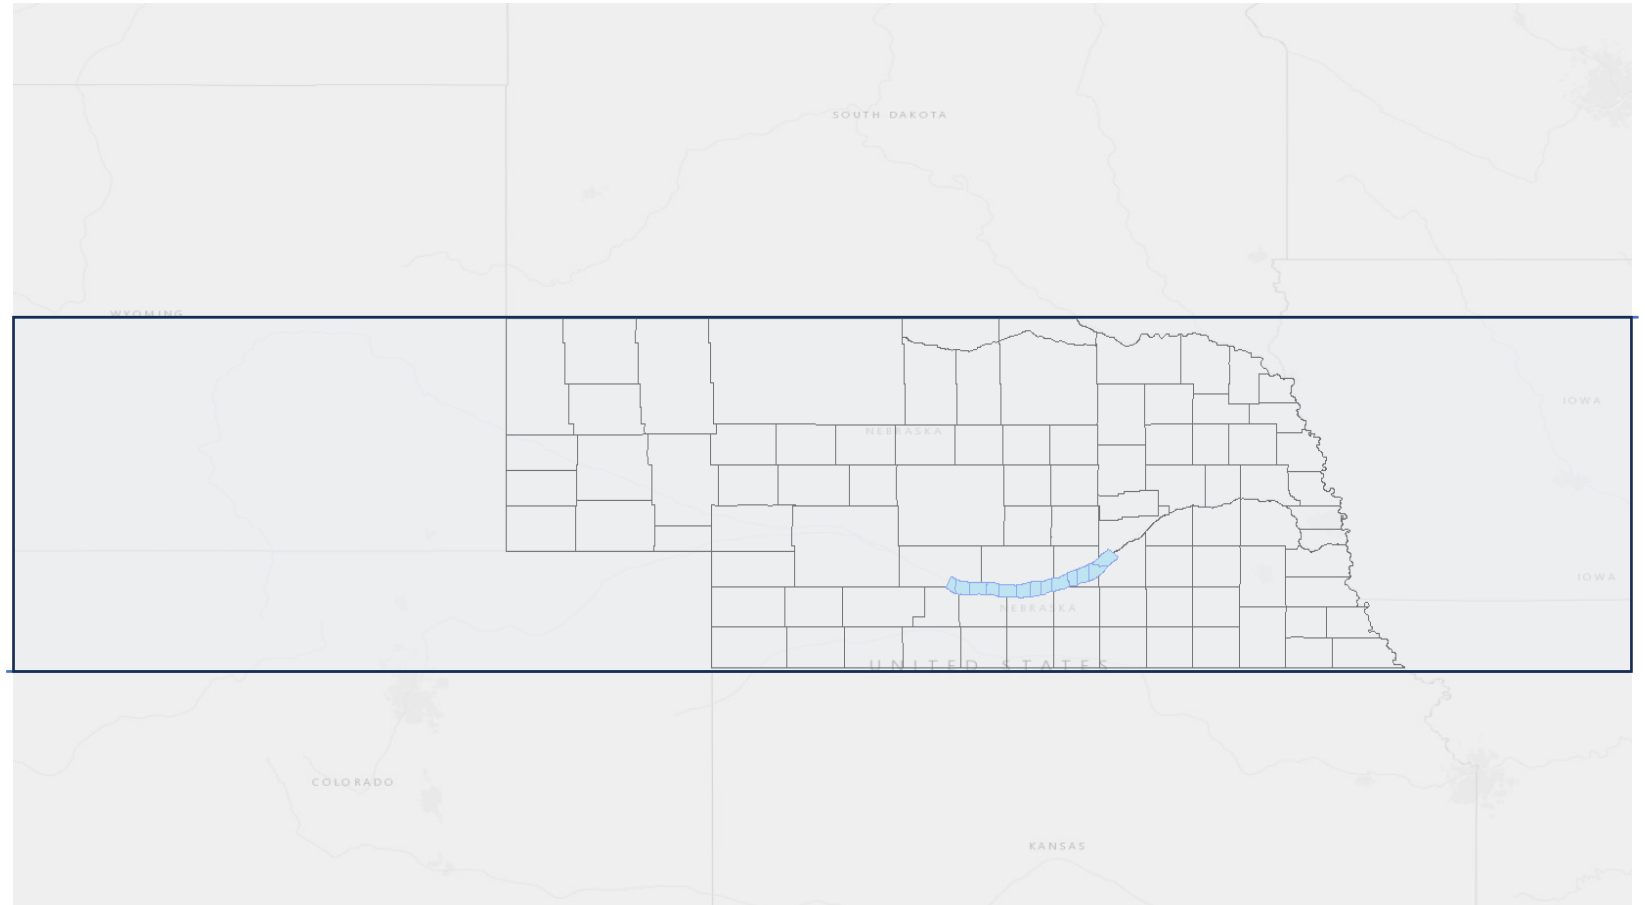 SOUTH DAKOTA
WYOMING
IOWA
NEBRASKA
IOWA
NEBRASKA
UNITED STATES
COLORADO
KANSAS